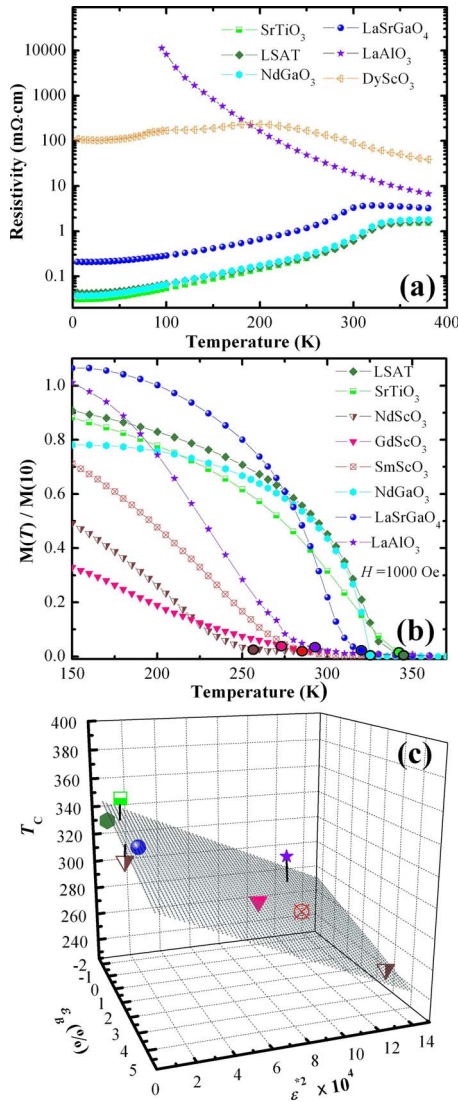 SrTiO3
LSAT
NdGaO3
LaSrGaO4
LaAlO3
DyScO3
Resistivity (mΩ·cm)
10000
1000
100
10
1
0.1
0 100 200 300 400
Temperature (K)
(a)
M(T) / M(10)
1.0
0.8
0.6
0.4
0.2
0.0
150 200 250 300 350
Temperature (K)
LSAT
SrTiO3
NdScO3
GdScO3
SmScO3
NdGaO3
LaSrGaO4
LaAlO3
H =1000 Oe
(b)
(c)
TC
400
380
360
340
320
300
280
260
240
-2 -1 0 1 2 3 4 5
εB(%)
0 2 4 6 8 10 12 14
ε*2 × 10^4